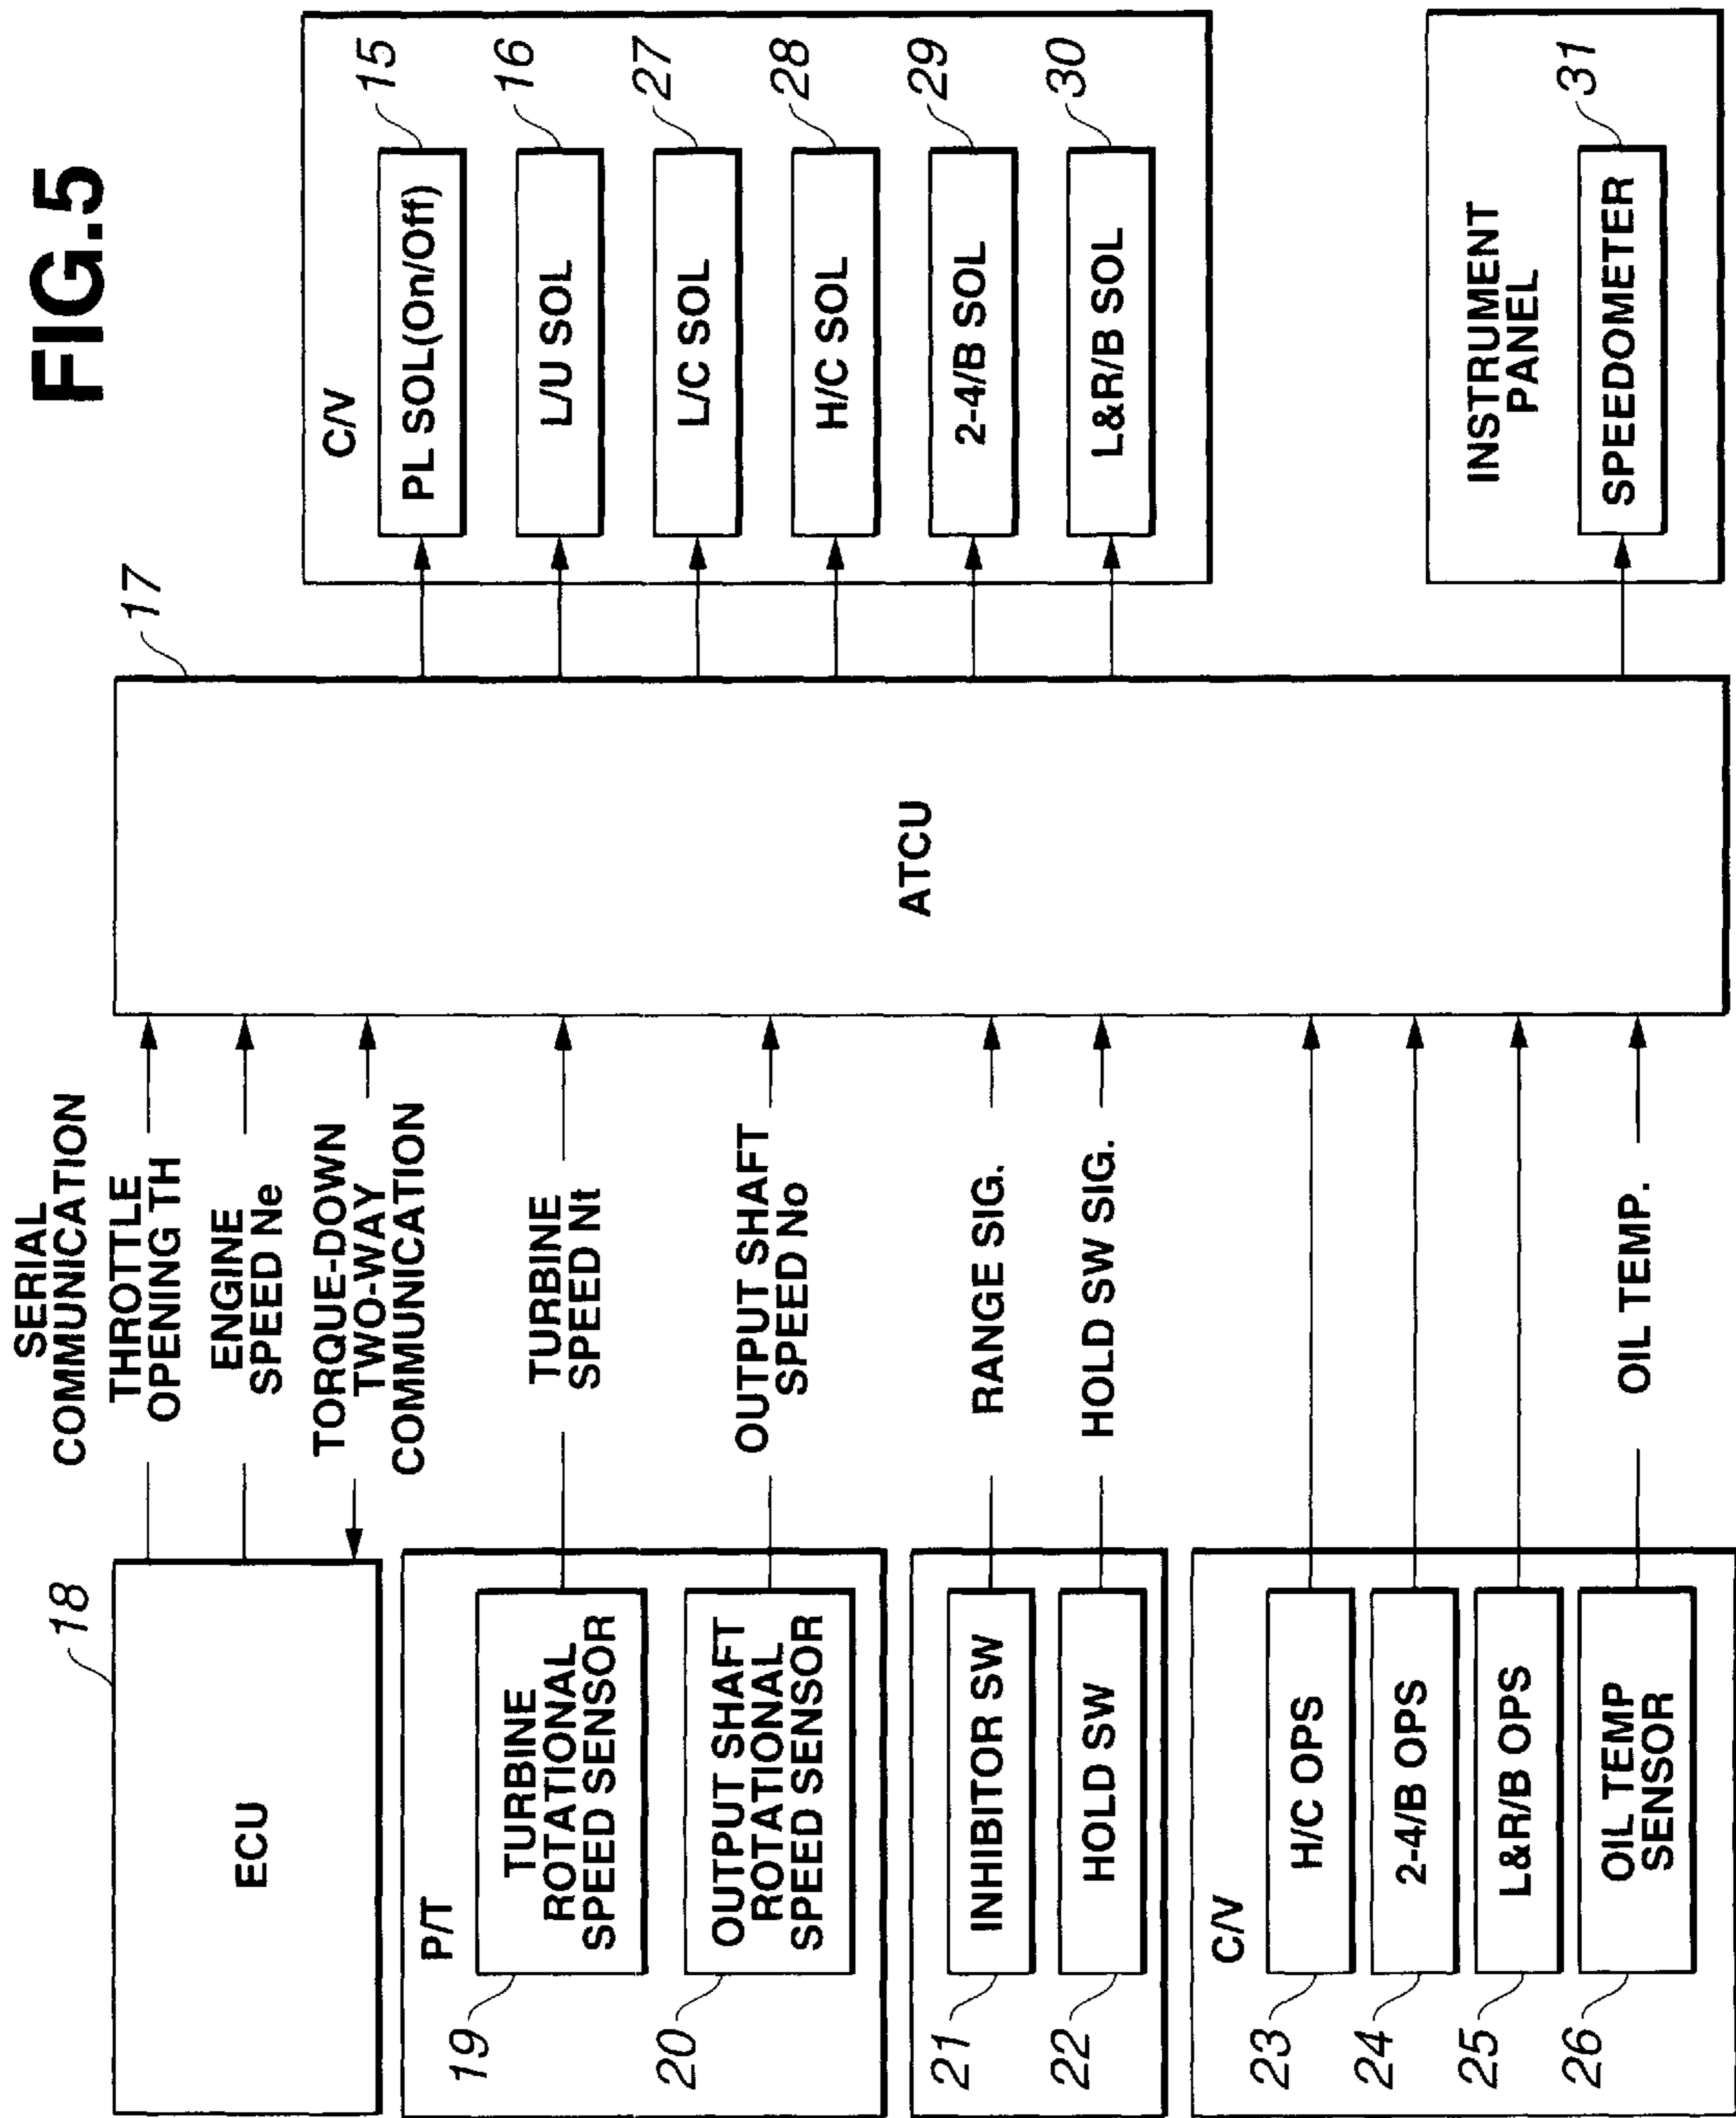 FIG.5
18
ECU
P/T
TURBINE
ROTATIONAL
SPEED SENSOR
19
OUTPUT SHAFT
ROTATIONAL
SPEED SENSOR
20
INHIBITOR SW
21
HOLD SW
22
C/V
H/C OPS
23
2-4/B OPS
24
L&R/B OPS
25
OIL TEMP
SENSOR
26
SERIAL
COMMUNICATION
THROTTLE
OPENING TH
ENGINE
SPEED Ne
TORQUE-DOWN
TWO-WAY
COMMUNICATION
TURBINE
SPEED Nt
OUTPUT SHAFT
SPEED No
RANGE SIG.
HOLD SW SIG.
OIL TEMP.
17
ATCU
C/V
PL SOL(On/Off)
15
L/U SOL
16
L/C SOL
27
H/C SOL
28
2-4/B SOL
29
L&R/B SOL
30
INSTRUMENT
PANEL
SPEEDOMETER
31